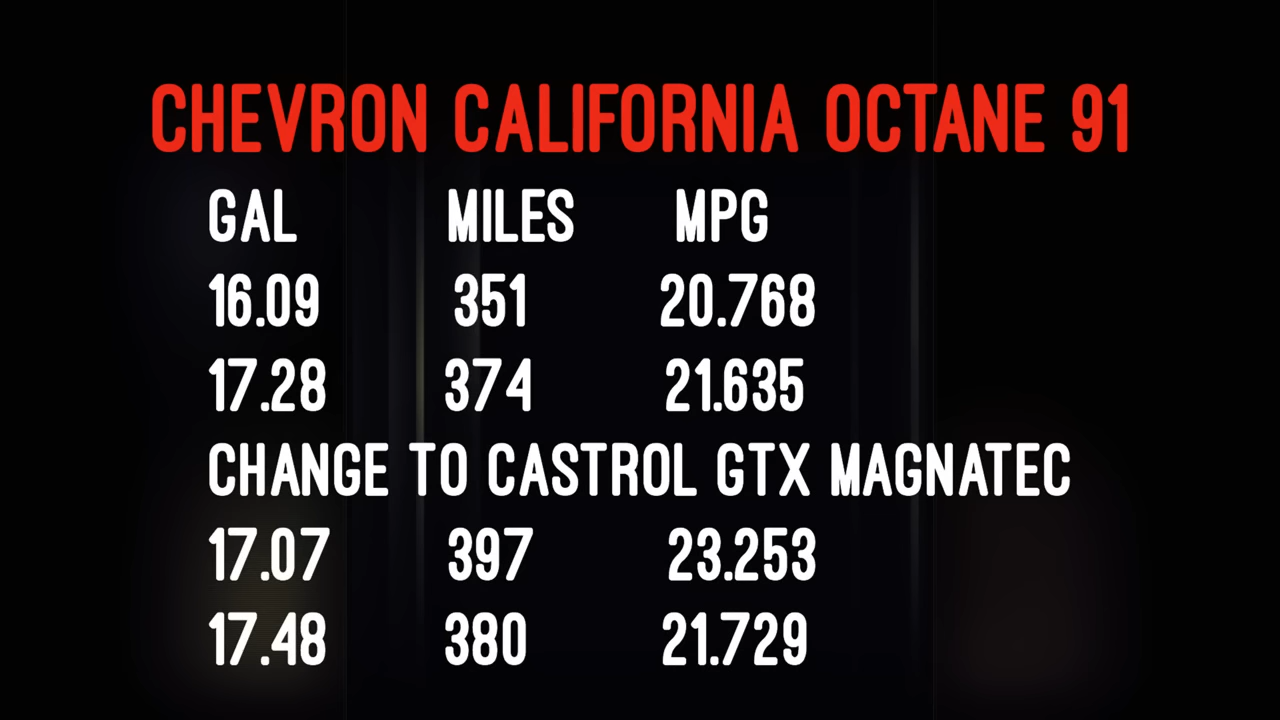 CHEVRON CALIFORNIA OCTANE 91
GAL MILES MPG
16.09 351 20.768
17.28 374 21.635
CHANGE TO CASTROL GTX MAGNATEC
17.07 397 23.253
17.48 380 21.729